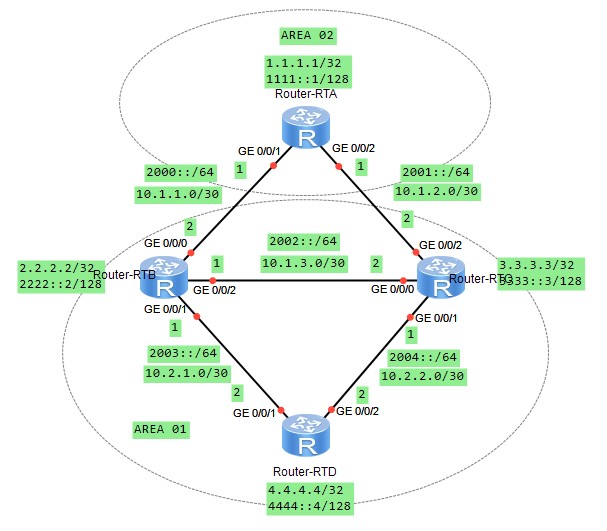 AREA 02
1.1.1.1/32
1111::1/128
Router-RTA
GE 0/0/1
GE 0/0/2
1
1
2000::/64
10.1.1.0/30
2001::/64
10.1.2.0/30
2
2
GE 0/0/0
GE 0/0/2
2002::/64
10.1.3.0/30
1
2
2.2.2.2/32
2222::2/128
Router-RTB
3.3.3.3/32
3333::3/128
Router-RTC
GE 0/0/2
GE 0/0/0
GE 0/0/1
GE 0/0/1
1
1
2003::/64
10.2.1.0/30
2004::/64
10.2.2.0/30
2
2
GE 0/0/1
GE 0/0/2
AREA 01
Router-RTD
4.4.4.4/32
4444::4/128
R
R
R
R